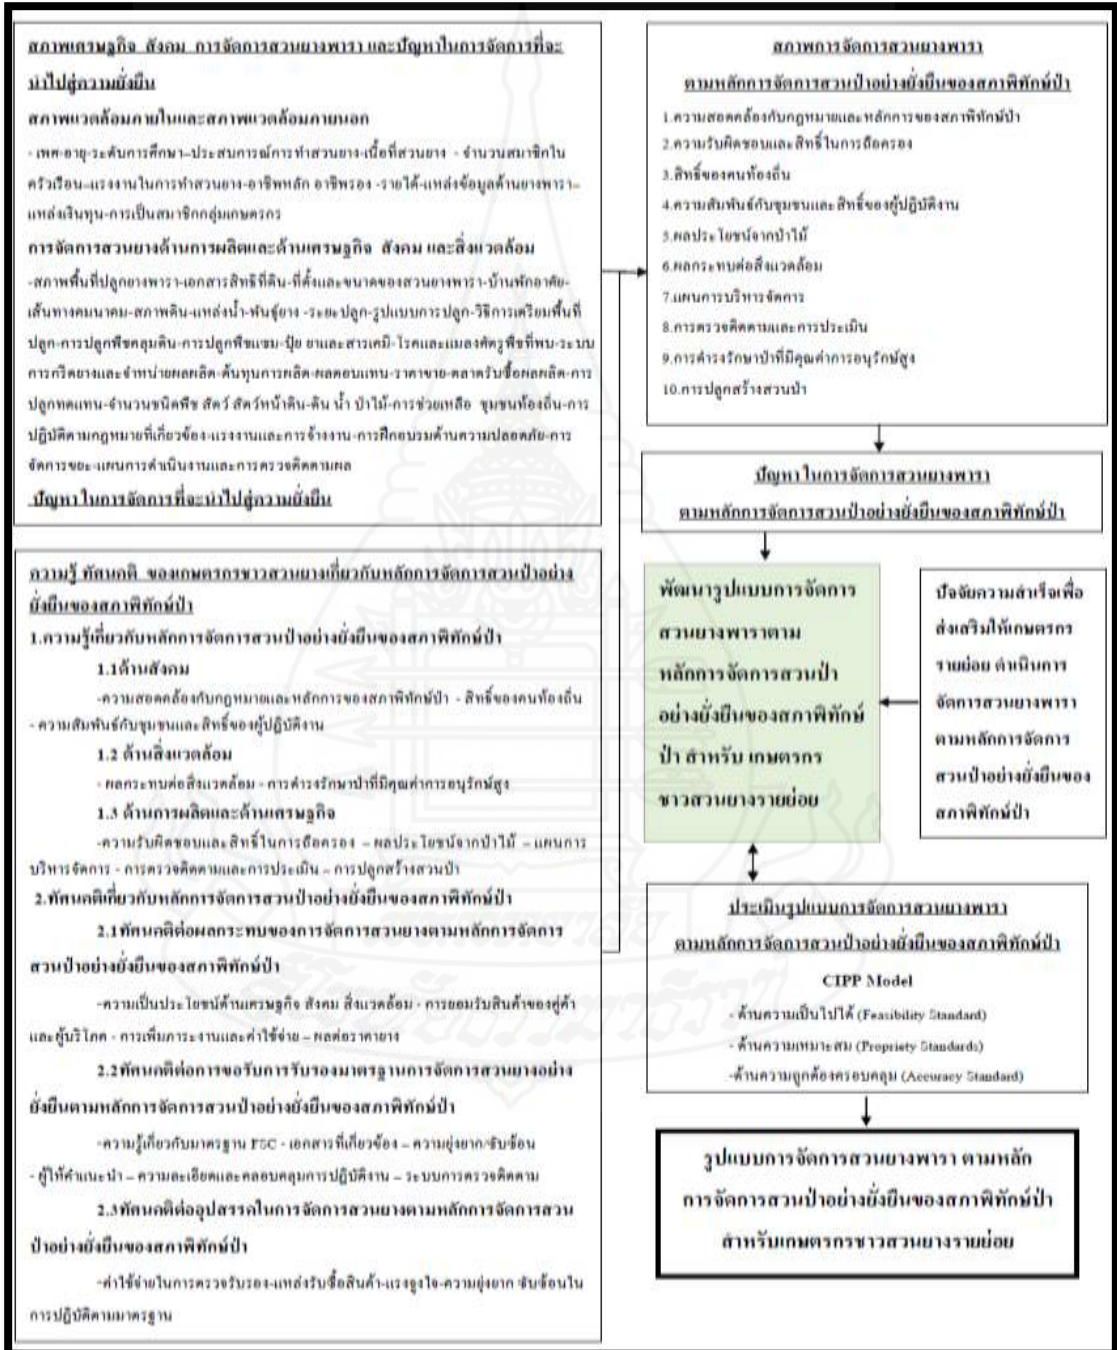 สภาพเศรษฐกิจ สังคม การจัดการสวนยางพารา และปัญหาในการจัดการที่จะ
นำไปสู่ความยั่งยืน
สภาพแวดล้อมภายในและสภาพแวดล้อมภายนอก
- เพศ-อายุ-ระดับการศึกษา–ประสบการณ์การทำสวนยาง-เนื้อที่สวนยาง - จำนวนสมาชิกใน
ครัวเรือน–แรงงานในการทำสวนยาง-อาชีพหลัก อาชีพรอง -รายได้-แหล่งข้อมูลด้านยางพารา–
แหล่งเงินทุน-การเป็นสมาชิกกลุ่มเกษตรกร
การจัดการสวนยางด้านการผลิตและด้านเศรษฐกิจ สังคม และสิ่งแวดล้อม
-สภาพพื้นที่ปลูกยางพารา-เอกสารสิทธิที่ดิน-ที่ตั้งและขนาดของสวนยางพารา-บ้านพักอาศัย-
เส้นทางคมนาคม-สภาพดิน-แหล่งน้ำ-พันธุ์ยาง -ระยะปลูก-รูปแบบการปลูก-วิธีการเตรียมพื้นที่
ปลูก-การปลูกพืชคลุมดิน-การปลูกพืชแซม-ปุ๋ย ยาและสารเคมี-โรคและแมลงศัตรูพืชที่พบ-ระบบ
การกรีดยางและจำหน่ายผลผลิต-ต้นทุนการผลิต-ผลตอบแทน-ราคาขาย-ตลาดรับซื้อผลผลิต-การ
ปลูกทดแทน-จำนวนชนิดพืช สัตว์ สัตว์หน้าดิน-ดิน น้ำ ป่าไม้-การช่วยเหลือ ชุมชนท้องถิ่น-การ
ปฏิบัติตามกฎหมายที่เกี่ยวข้อง-แรงงานและการจ้างงาน-การฝึกอบรมด้านความปลอดภัย-การ
จัดการขยะ-แผนการดำเนินงานและการตรวจติดตามผล
ปัญหาในการจัดการที่จะนำไปสู่ความยั่งยืน
ความรู้ ทัศนคติ ของเกษตรกรชาวสวนยางเกี่ยวกับหลักการจัดการสวนป่าอย่าง
ยั่งยืนของสภาพิทักษ์ป่า
1.ความรู้เกี่ยวกับหลักการจัดการสวนป่าอย่างยั่งยืนของสภาพิทักษ์ป่า
1.1ด้านสังคม
-ความสอดคล้องกับกฎหมายและหลักการของสภาพิทักษ์ป่า - สิทธิ์ของคนท้องถิ่น
- ความสัมพันธ์กับชุมชนและสิทธิ์ของผู้ปฏิบัติงาน
1.2 ด้านสิ่งแวดล้อม
- ผลกระทบต่อสิ่งแวดล้อม - การดำรงรักษาป่าที่มีคุณค่าการอนุรักษ์สูง
1.3 ด้านการผลิตและด้านเศรษฐกิจ
-ความรับผิดชอบและสิทธิ์ในการถือครอง – ผลประโยชน์จากป่าไม้ – แผนการ
บริหารจัดการ - การตรวจติดตามและการประเมิน – การปลูกสร้างสวนป่า
2.ทัศนคติเกี่ยวกับหลักการจัดการสวนป่าอย่างยั่งยืนของสภาพิทักษ์ป่า
2.1ทัศนคติต่อผลกระทบของการจัดการสวนยางตามหลักการจัดการ
สวนป่าอย่างยั่งยืนของสภาพิทักษ์ป่า
-ความเป็นประโยชน์ด้านเศรษฐกิจ สังคม สิ่งแวดล้อม - การยอมรับสินค้าของคู่ค้า
และผู้บริโภค - การเพิ่มภาระงานและค่าใช้จ่าย – ผลต่อราคายาง
2.2ทัศนคติต่อการขอรับการรับรองมาตรฐานการจัดการสวนยางอย่าง
ยั่งยืนตามหลักการจัดการสวนป่าอย่างยั่งยืนของสภาพิทักษ์ป่า
-ความรู้เกี่ยวกับมาตรฐาน FSC - เอกสารที่เกี่ยวข้อง – ความยุ่งยาก/ซับซ้อน
- ผู้ให้คำแนะนำ – ความละเอียดและคลอบคลุมการปฏิบัติงาน – ระบบการตรวจติดตาม
2.3ทัศนคติต่ออุปสรรคในการจัดการสวนยางตามหลักการจัดการสวน
ป่าอย่างยั่งยืนของสภาพิทักษ์ป่า
-ค่าใช้จ่ายในการตรวจรับรอง-แหล่งรับซื้อสินค้า-แรงจูงใจ-ความยุ่งยาก ซับซ้อนใน
การปฏิบัติตามมาตรฐาน
สภาพการจัดการสวนยางพารา
ตามหลักการจัดการสวนป่าอย่างยั่งยืนของสภาพิทักษ์ป่า
1.ความสอดคล้องกับกฎหมายและหลักการของสภาพิทักษ์ป่า
2.ความรับผิดชอบและสิทธิ์ในการถือครอง
3.สิทธิ์ของคนท้องถิ่น
4.ความสัมพันธ์กับชุมชนและสิทธิ์ของผู้ปฏิบัติงาน
5.ผลประโยชน์จากป่าไม้
6.ผลกระทบต่อสิ่งแวดล้อม
7.แผนการบริหารจัดการ
8.การตรวจติดตามและการประเมิน
9.การดำรงรักษาป่าที่มีคุณค่าการอนุรักษ์สูง
10.การปลูกสร้างสวนป่า
ปัญหาในการจัดการสวนยางพารา
ตามหลักการจัดการสวนป่าอย่างยั่งยืนของสภาพิทักษ์ป่า
พัฒนารูปแบบการจัดการ
สวนยางพาราตาม
หลักการจัดการสวนป่า
อย่างยั่งยืนของสภาพิทักษ์
ป่า สำหรับ เกษตรกร
ชาวสวนยางรายย่อย
ปัจจัยความสำเร็จเพื่อ
ส่งเสริมให้เกษตรกร
รายย่อย ดำเนินการ
จัดการสวนยางพารา
ตามหลักการจัดการ
สวนป่าอย่างยั่งยืนของ
สภาพิทักษ์ป่า
ประเมินรูปแบบการจัดการสวนยางพารา
ตามหลักการจัดการสวนป่าอย่างยั่งยืนของสภาพิทักษ์ป่า
CIPP Model
- ด้านความเป็นไปได้ (Feasibility Standard)
- ด้านความเหมาะสม (Propriety Standards)
-ด้านความถูกต้องครอบคลุม (Accuracy Standard)
รูปแบบการจัดการสวนยางพารา ตามหลัก
การจัดการสวนป่าอย่างยั่งยืนของสภาพิทักษ์ป่า
สำหรับเกษตรกรชาวสวนยางรายย่อย